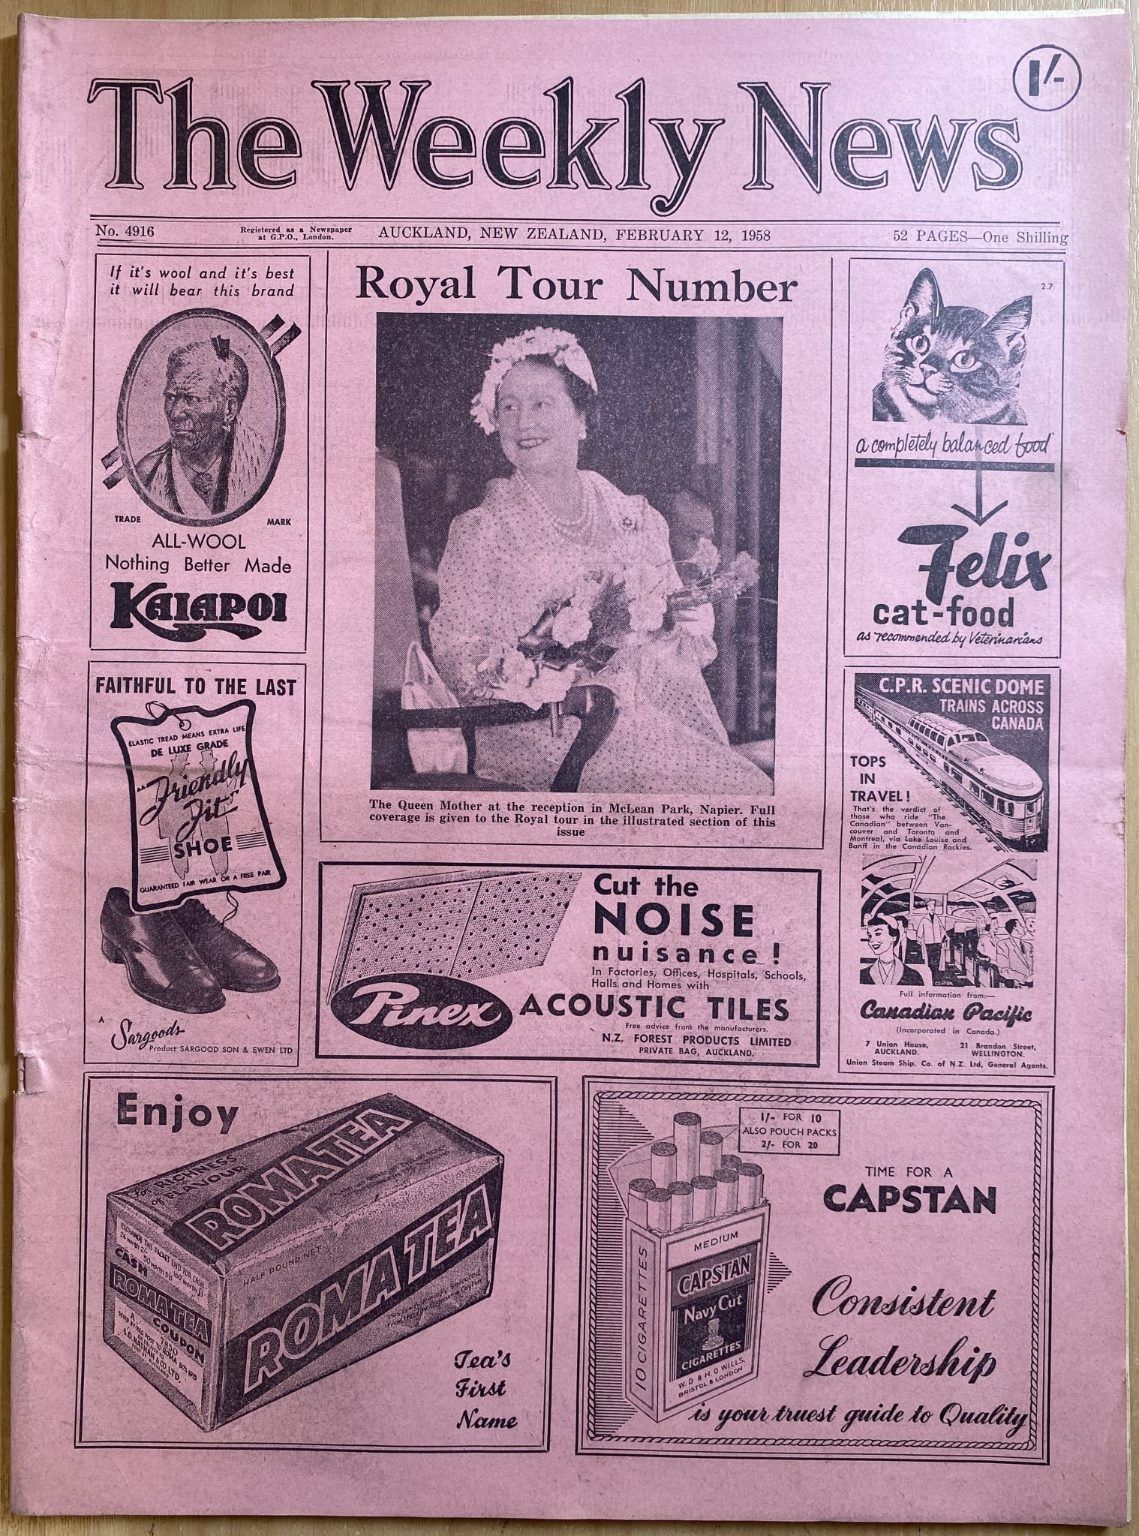 1/-
The Weekly News
No. 4916
Registered as a Newspaper
at G.P.O., London.
AUCKLAND, NEW ZEALAND, FEBRUARY 12, 1958
52 PAGES—One Shilling
If it's wool and it's best
it will bear this brand
TRADE MARK
ALL-WOOL
Nothing Better Made
KAIAPOI
Royal Tour Number
The Queen Mother at the reception in McLean Park, Napier. Full
coverage is given to the Royal tour in the illustrated section of this
issue
2.7
a completely balanced food
Felix
cat-food
as recommended by Veterinarians
FAITHFUL TO THE LAST
ELASTIC TREAD MEANS EXTRA LIFE
DE LUXE GRADE
"Friendly
Fit"
SHOE
GUARANTEED FAIR WEAR OR A FREE PAIR
A
Sargoods
Product SARGOOD SON & EWEN LTD
Cut the
NOISE
nuisance!
In Factories, Offices, Hospitals, Schools,
Halls and Homes with
Pinex
ACOUSTIC TILES
Free advice from the manufacturers.
N.Z. FOREST PRODUCTS LIMITED
PRIVATE BAG, AUCKLAND.
C.P.R. SCENIC DOME
TRAINS ACROSS
CANADA
TOPS
IN
TRAVEL!
That's the verdict of
those who ride "The
Canadian" between Van-
couver and Toronto and
Montreal, via Lake Louise and
Banff in the Canadian Rockies.
Full information from:—
Canadian Pacific
(Incorporated in Canada.)
7 Union House,
AUCKLAND.
21 Brandon Street,
WELLINGTON.
Union Steam Ship. Co. of N.Z. Ltd, General Agents.
Enjoy
for RICHNESS
of FLAVOUR
ROMA TEA
HALF POUND NET
ROMA TEA
CASH
ROMA TEA
COUPON
L.D. NATHAN & CO. LTD.
Tea's
First
Name
1/- FOR 10
ALSO POUCH PACKS
2/- FOR 20
TIME FOR A
CAPSTAN
10 CIGARETTES
MEDIUM
CAPSTAN
Navy Cut
CIGARETTES
W.D. & H.O. WILLS,
BRISTOL & LONDON
Consistent
Leadership
is your truest guide to Quality